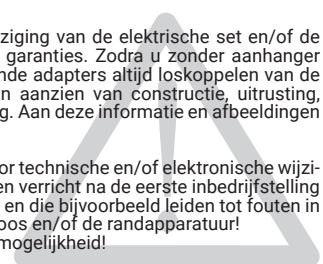 ziging van de elektrische set en/of de
garanties. Zodra u zonder aanhanger
nde adapters altijd loskoppelen van de
n aanzien van constructie, uitrusting,
g. Aan deze informatie en afbeeldingen
or technische en/of elektronische wijzi-
en verricht na de eerste inbedrijfstelling
en die bijvoorbeeld leiden tot fouten in
oos en/of de randapparatuur!
mogelijkheid!